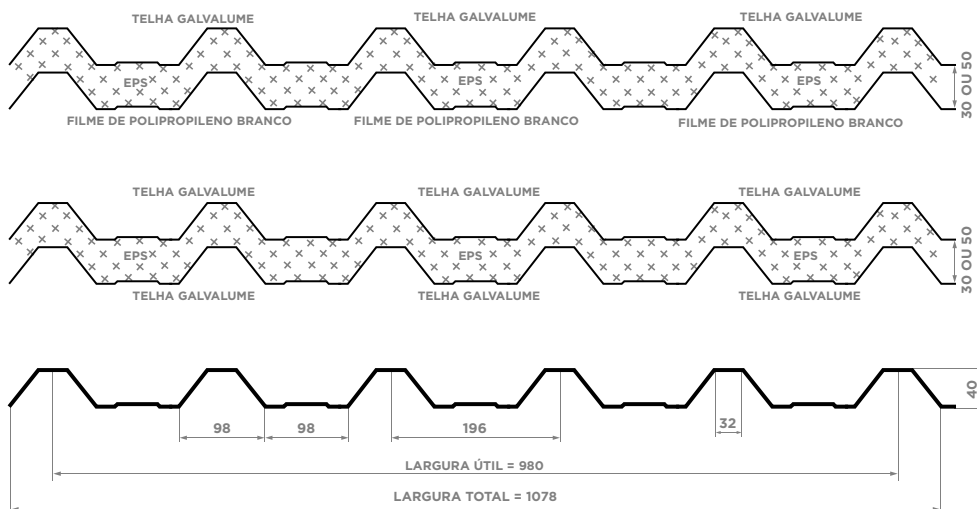 TELHA GALVALUME
TELHA GALVALUME
TELHA GALVALUME
EPS
EPS
EPS
30 OU 50
FILME DE POLIPROPILENO BRANCO
FILME DE POLIPROPILENO BRANCO
FILME DE POLIPROPILENO BRANCO
TELHA GALVALUME
TELHA GALVALUME
TELHA GALVALUME
EPS
EPS
EPS
30 OU 50
TELHA GALVALUME
TELHA GALVALUME
TELHA GALVALUME
40
98
98
196
32
LARGURA ÚTIL = 980
LARGURA TOTAL = 1078